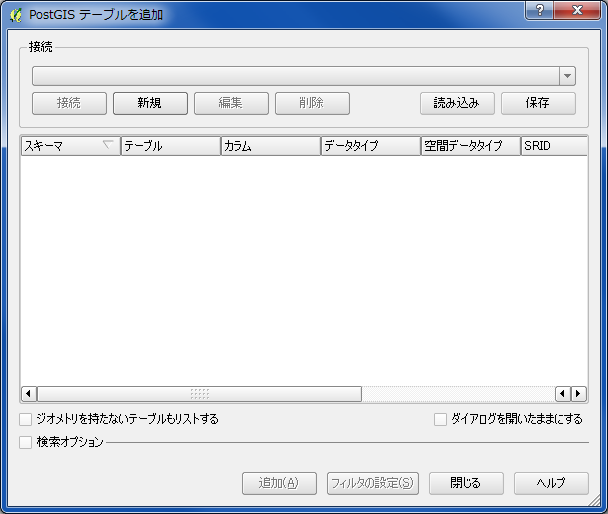 PostGIS テーブルを追加
接続
接続 新規 編集 削除 読み込み 保存
スキーマ テーブル カラム データタイプ 空間データタイプ SRID
ジオメトリを持たないテーブルもリストする ダイアログを開いたままにする
検索オプション
追加(A) フィルタの設定(S) 閉じる ヘルプ